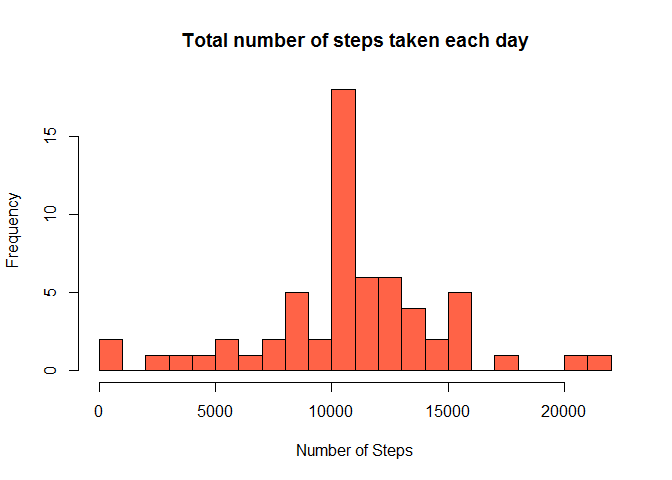 Total number of steps taken each day
Frequency
15
10
5
0
0 5000 10000 15000 20000
Number of Steps